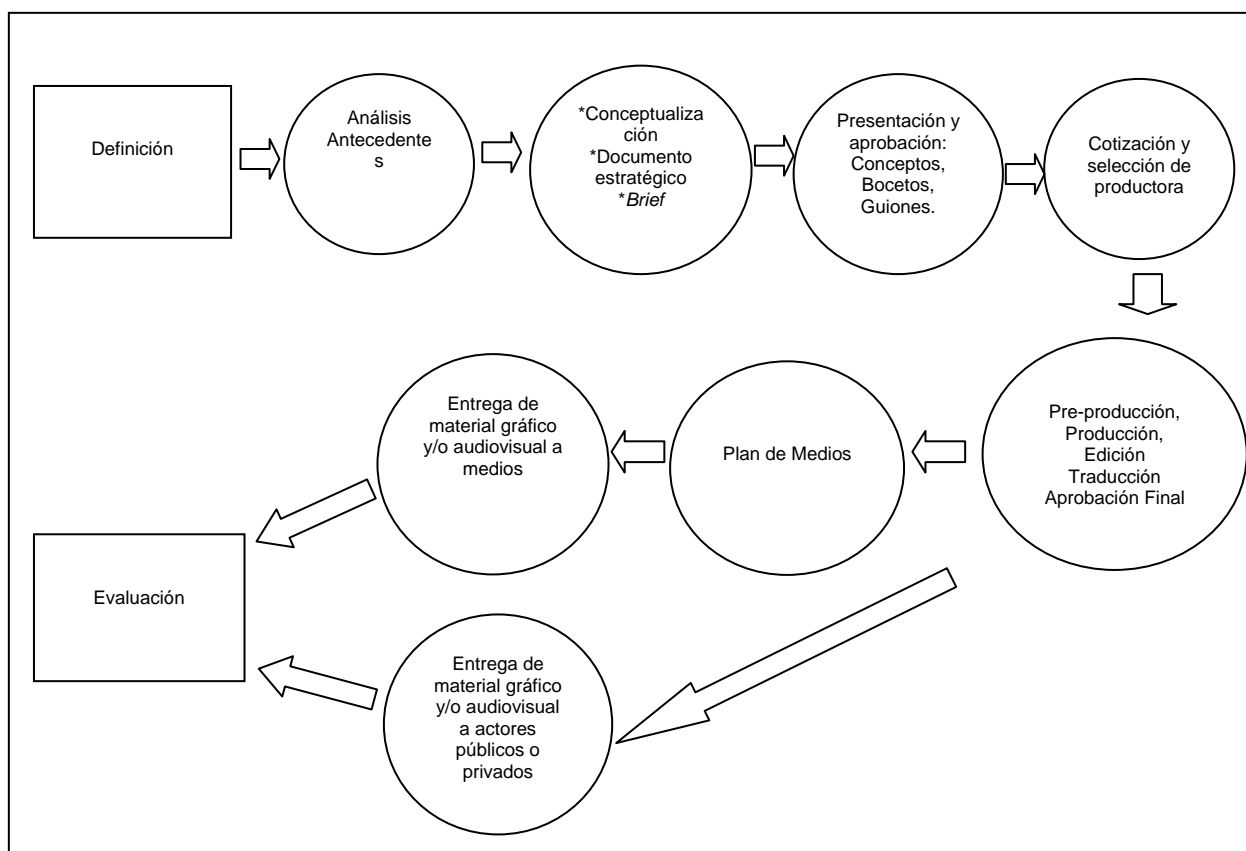 Definición
Análisis
Antecedente
s
*Conceptualiza
ción
*Documento
estratégico
*Brief
Presentación y
aprobación:
Conceptos,
Bocetos,
Guiones.
Cotización y
selección de
productora
Pre-producción,
Producción,
Edición
Traducción
Aprobación Final
Plan de Medios
Entrega de
material gráfico
y/o audiovisual a
medios
Entrega de
material gráfico
y/o audiovisual
a actores
públicos o
privados
Evaluación